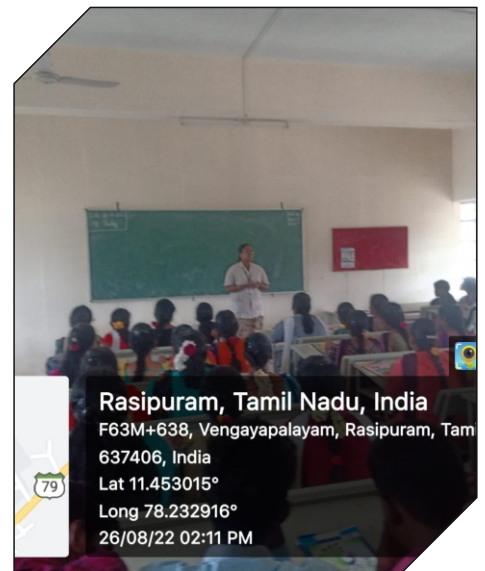 Rasipuram, Tamil Nadu, India
F63M+638, Vengayapalayam, Rasipuram, Tami
637406, India
Lat 11.453015°
Long 78.232916°
26/08/22 02:11 PM
79